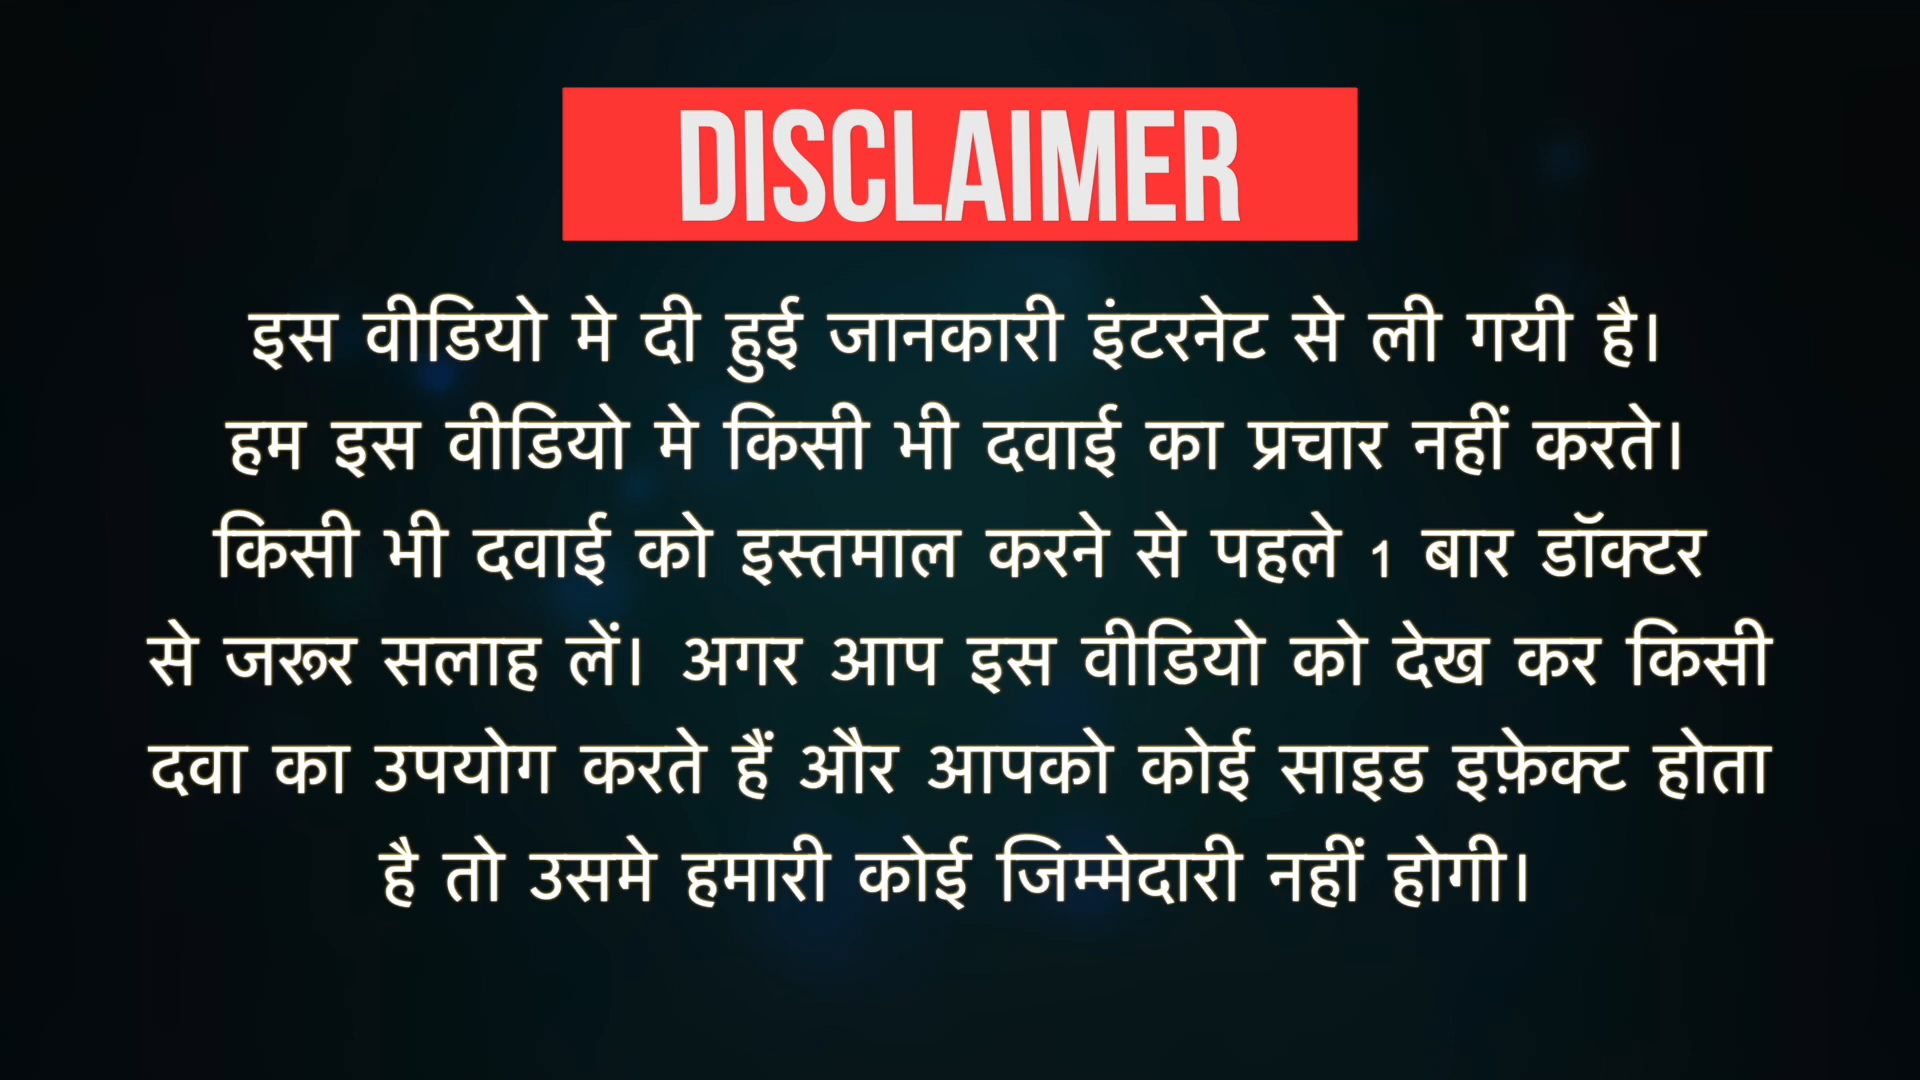 DISCLAIMER
इस वीडियो मे दी हुई जानकारी इंटरनेट से ली गयी है।
हम इस वीडियो मे किसी भी दवाई का प्रचार नहीं करते।
किसी भी दवाई को इस्तमाल करने से पहले 1 बार डॉक्टर
से जरूर सलाह लें। अगर आप इस वीडियो को देख कर किसी
दवा का उपयोग करते हैं और आपको कोई साइड इफ़ेक्ट होता
है तो उसमे हमारी कोई जिम्मेदारी नहीं होगी।